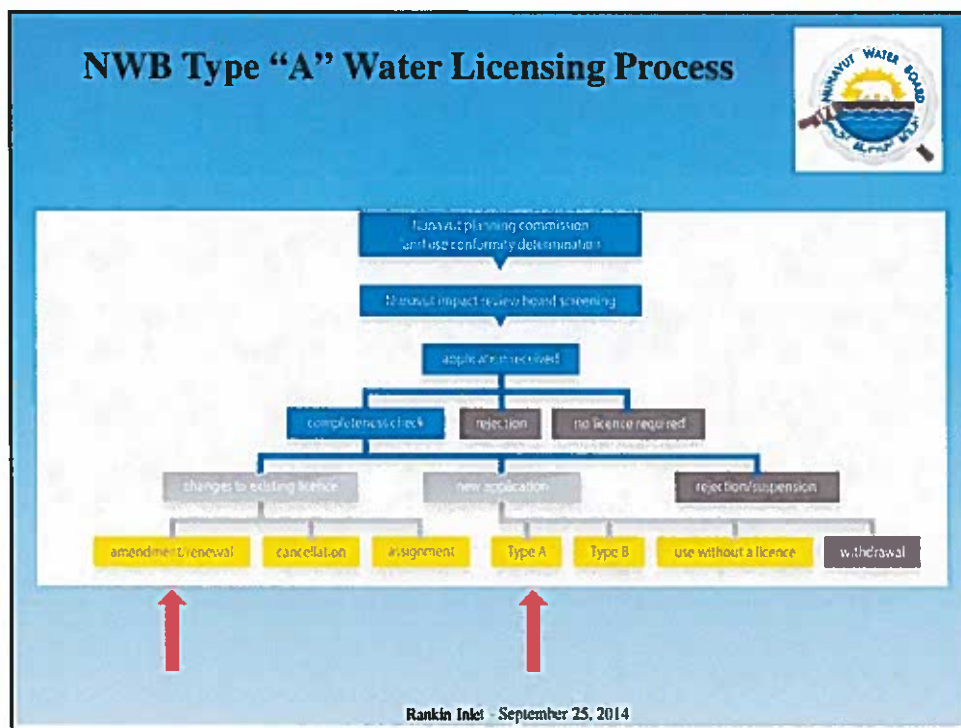 NWB Type “A” Water Licensing Process
NUNAVUT WATER BOARD
Nunavut planning commission
land use conformity determination
Nunavut impact review board screening
application received
completeness check
rejection
no licence required
changes to existing licence
new application
rejection/suspension
amendment/renewal
cancellation
assignment
Type A
Type B
use without a licence
withdrawal
Rankin Inlet - September 25, 2014